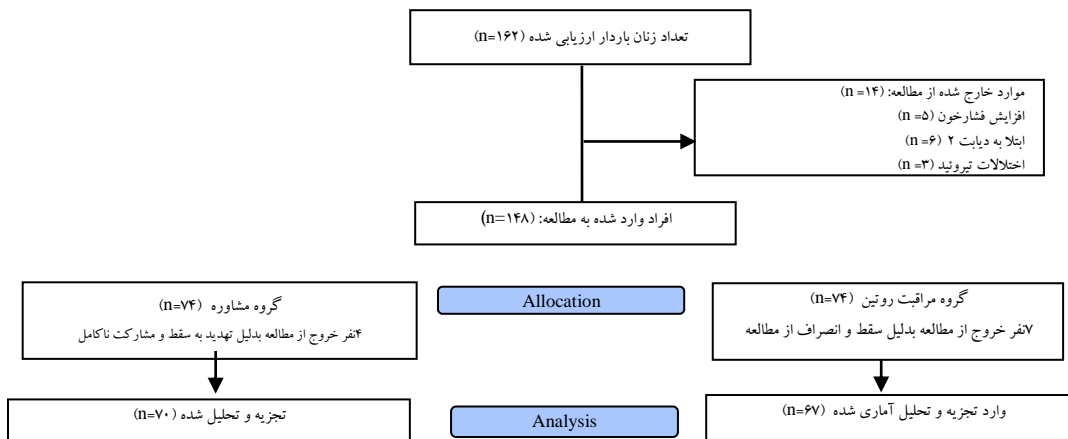 تعداد زنان باردار ارزیابی شده (n=۱۶۲)
موارد خارج شده از مطالعه: (n =۱۴)
افزایش فشارخون (n =۵)
ابتلا به دیابت ۲ (n =۶)
اختلالات تیروئید (n =۳)
افراد وارد شده به مطالعه: (n=۱۴۸)
Allocation
گروه مراقبت روتین (n=۷۴)
۷نفر خروج از مطالعه بدلیل سقط و انصراف از مطالعه
گروه مشاوره (n=۷۴)
۴نفر خروج از مطالعه بدلیل تهدید به سقط و مشارکت ناکامل
Analysis
وارد تجزیه و تحلیل آماری شده (n=۶۷)
تجزیه و تحلیل شده (n=۷۰)